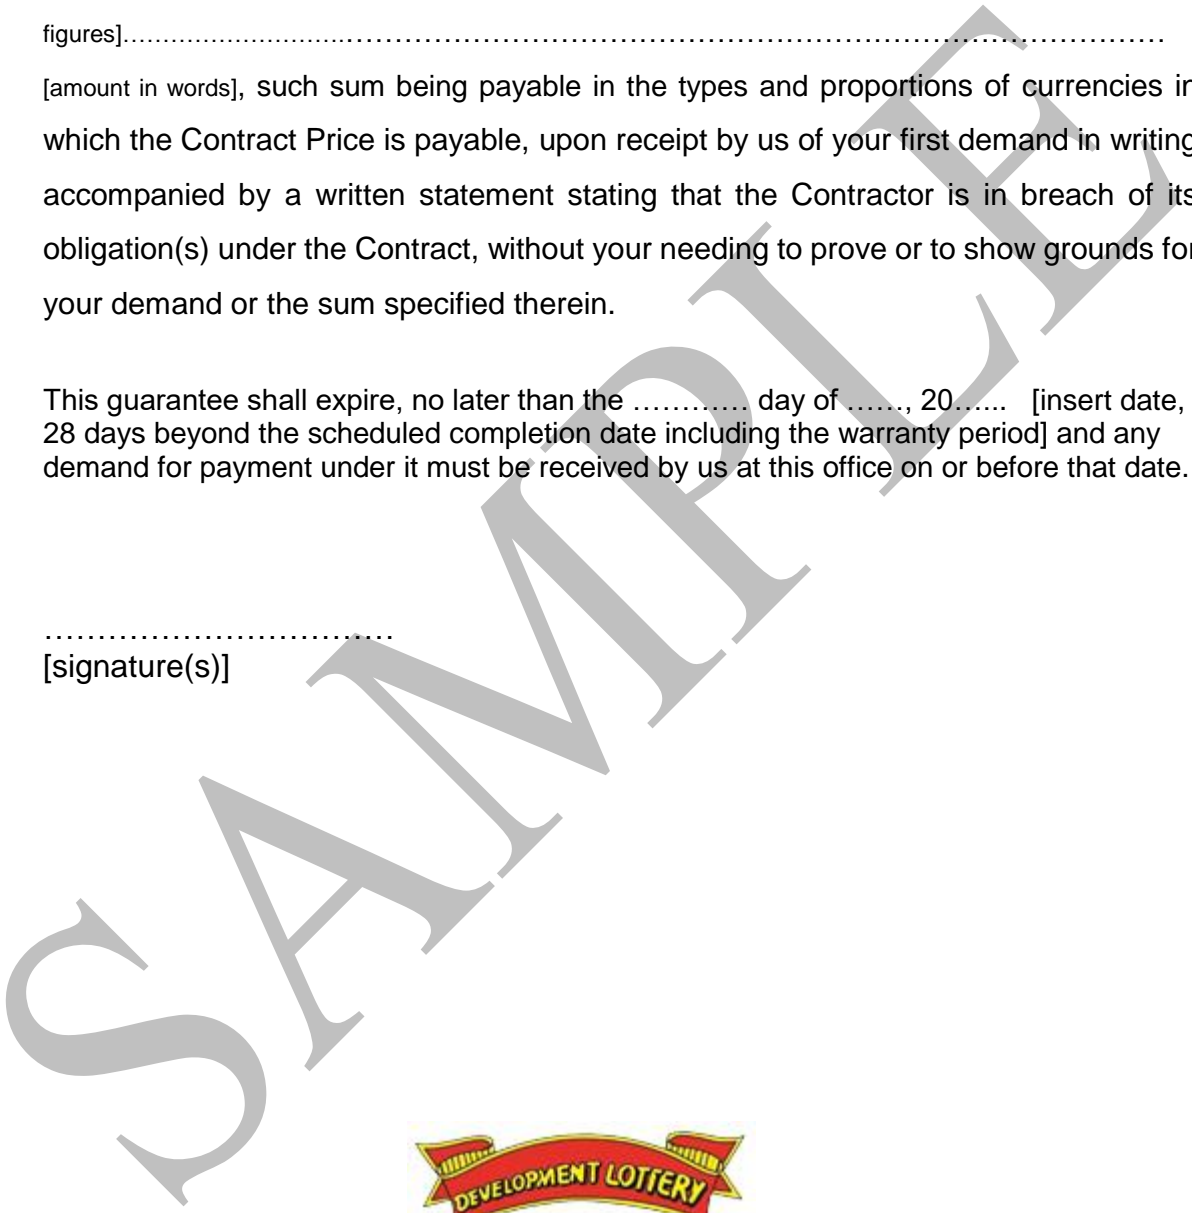 figures]……………………………………………………………………………………………………………
[amount in words], such sum being payable in the types and proportions of currencies in
which the Contract Price is payable, upon receipt by us of your first demand in writing
accompanied by a written statement stating that the Contractor is in breach of its
obligation(s) under the Contract, without your needing to prove or to show grounds for
your demand or the sum specified therein.
This guarantee shall expire, no later than the ………… day of ……, 20…... [insert date,
28 days beyond the scheduled completion date including the warranty period] and any
demand for payment under it must be received by us at this office on or before that date.
……………………………
[signature(s)]
SAMPLE
DEVELOPMENT LOTTERY